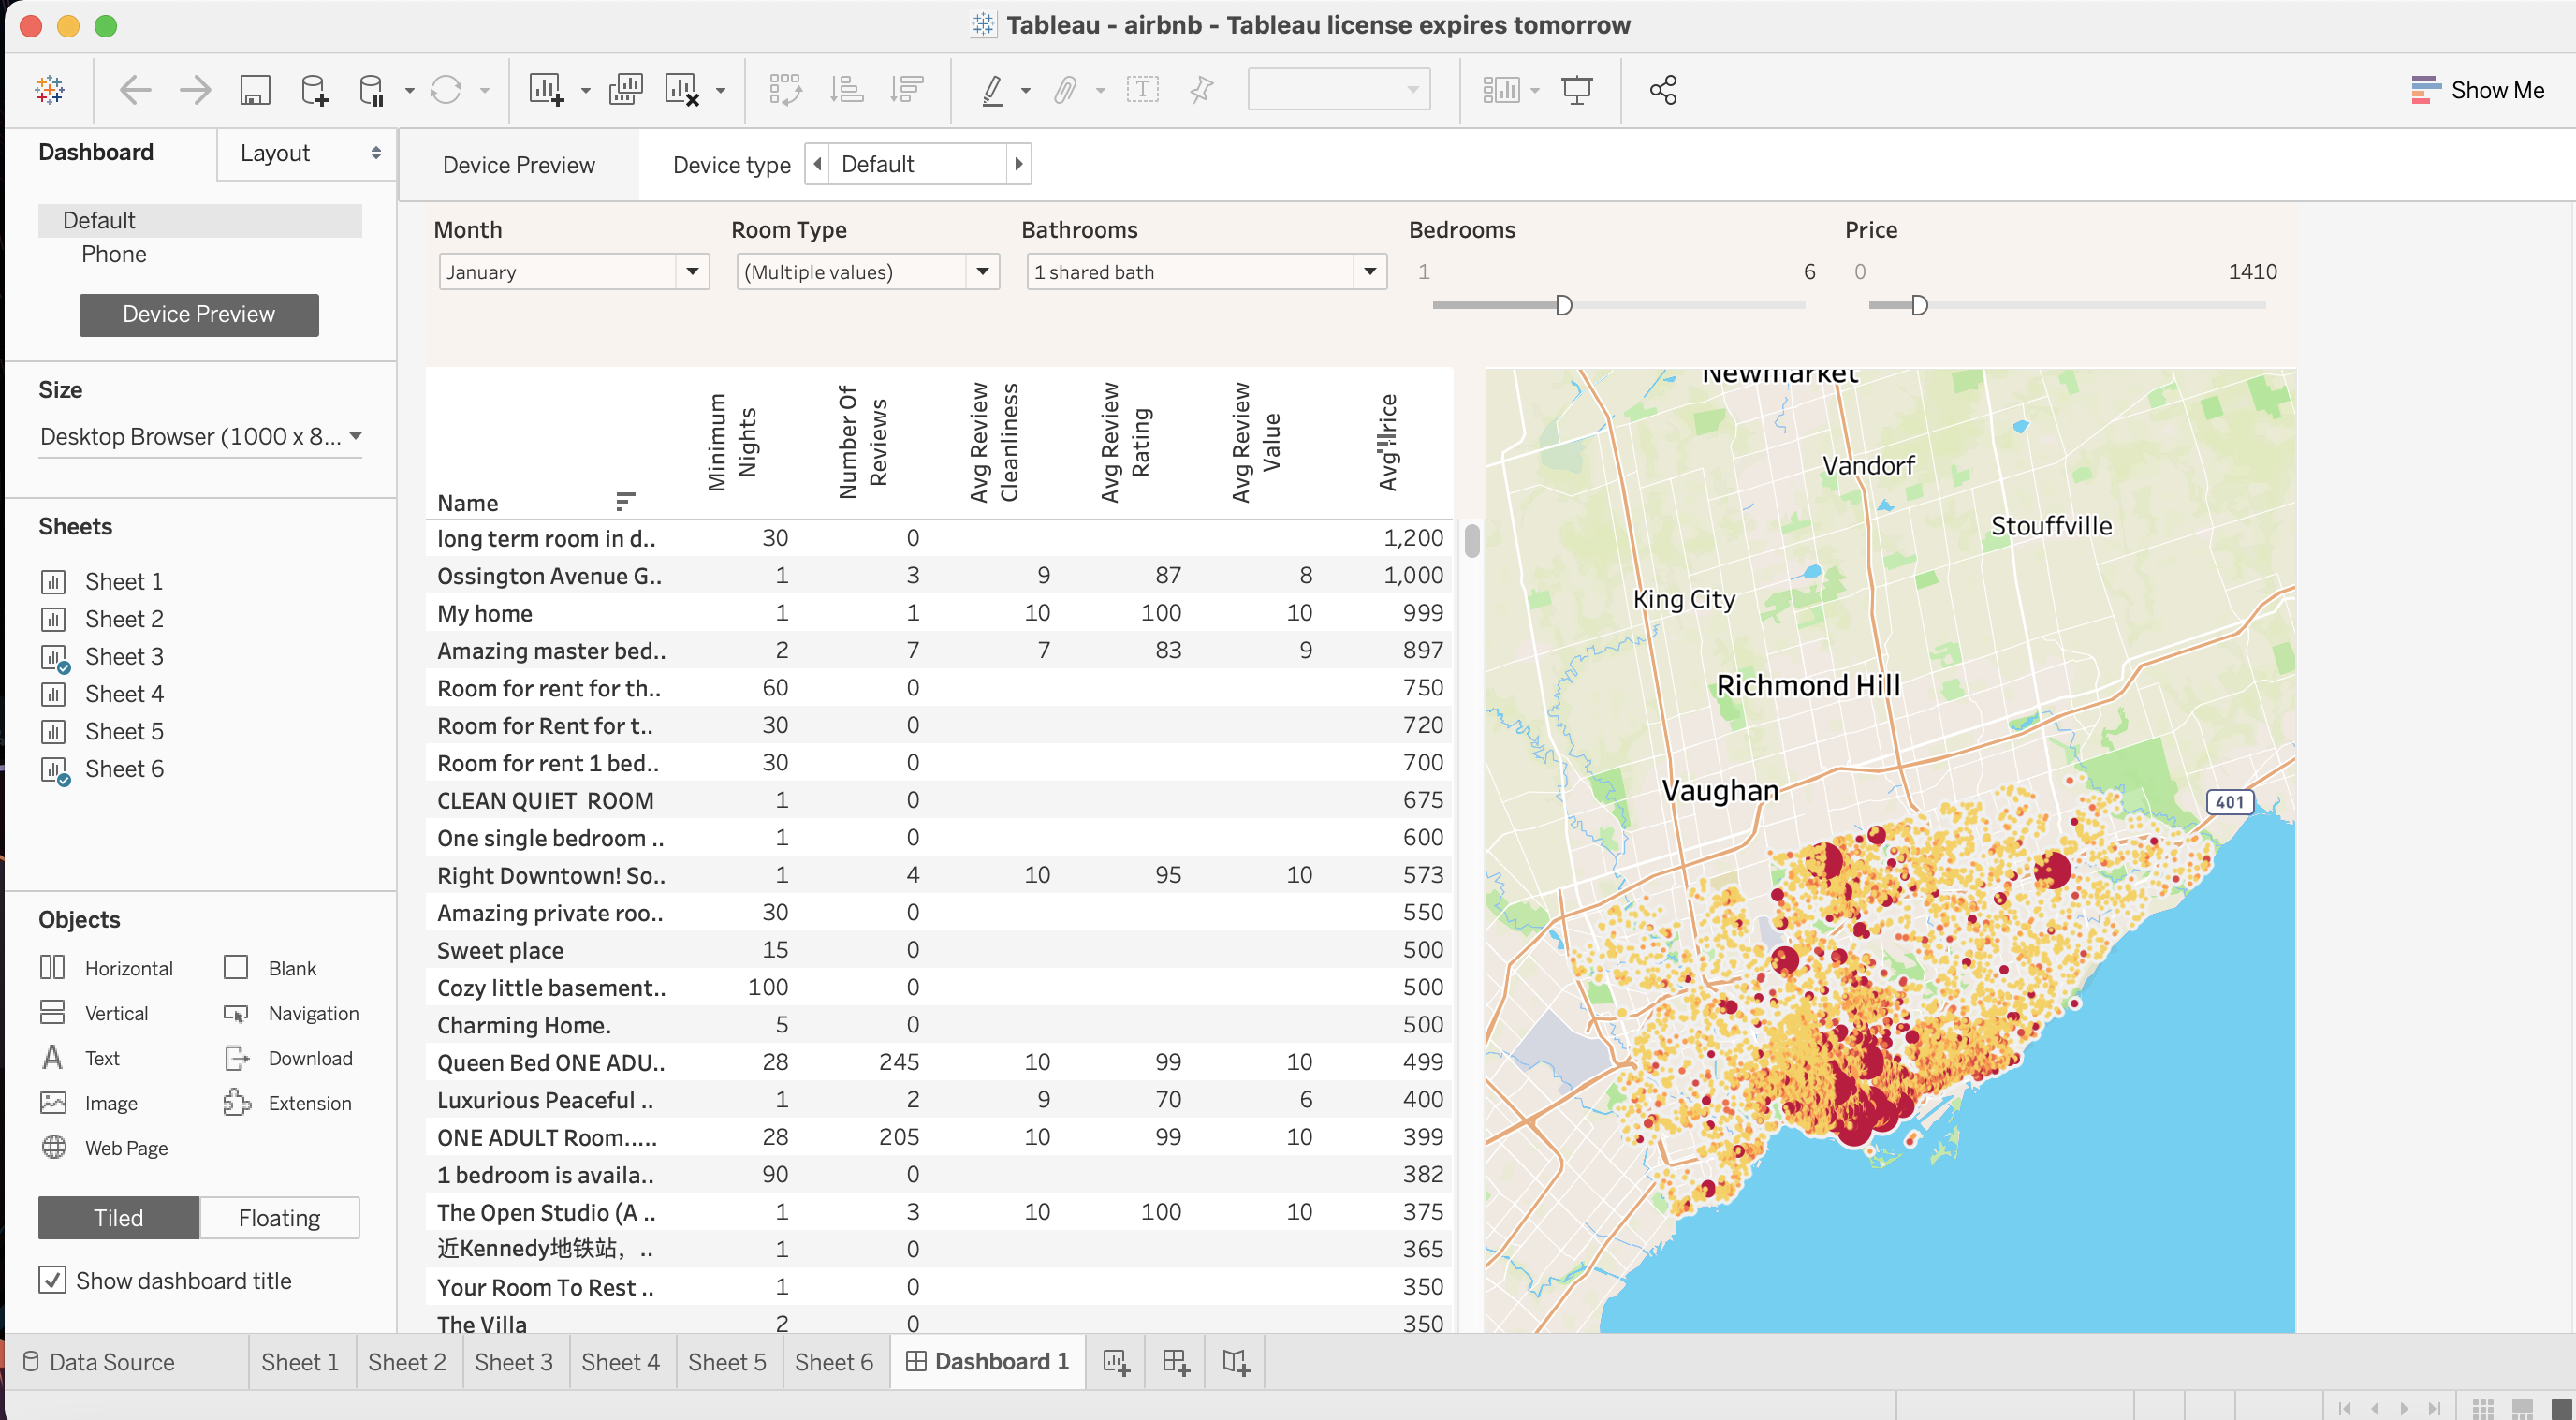 Tableau - airbnb - Tableau license expires tomorrow
Show Me
Dashboard
Layout
Device Preview
Device type
Default
Default
Phone
Device Preview
Size
Desktop Browser (1000 x 8...
Sheets
Sheet 1
Sheet 2
Sheet 3
Sheet 4
Sheet 5
Sheet 6
Objects
Horizontal Blank
Vertical Navigation
A Text Download
Image Extension
Web Page
Tiled Floating
Show dashboard title
Month Room Type Bathrooms Bedrooms Price
January (Multiple values) 1 shared bath 1 6 0 1410
Name
Minimum Nights
Number Of Reviews
Avg Review Cleanliness
Avg Review Rating
Avg Review Value
Avg
long term room in d.. 30 0 1,200
Ossington Avenue G.. 1 3 9 87 8 1,000
My home 1 1 10 100 10 999
Amazing master bed.. 2 7 7 83 9 897
Room for rent for th.. 60 0 750
Room for Rent for t.. 30 0 720
Room for rent 1 bed.. 30 0 700
CLEAN QUIET ROOM 1 0 675
One single bedroom .. 1 0 600
Right Downtown! So.. 1 4 10 95 10 573
Amazing private roo.. 30 0 550
Sweet place 15 0 500
Cozy little basement.. 100 0 500
Charming Home. 5 0 500
Queen Bed ONE ADU.. 28 245 10 99 10 499
Luxurious Peaceful .. 1 2 9 70 6 400
ONE ADULT Room..... 28 205 10 99 10 399
1 bedroom is availa.. 90 0 382
The Open Studio (A .. 1 3 10 100 10 375
近Kennedy地铁站，.. 1 0 365
Your Room To Rest .. 1 0 350
The Villa 2 0 350
Newmarket
Vandorf
Stouffville
King City
Richmond Hill
Vaughan
401
Data Source Sheet 1 Sheet 2 Sheet 3 Sheet 4 Sheet 5 Sheet 6 Dashboard 1